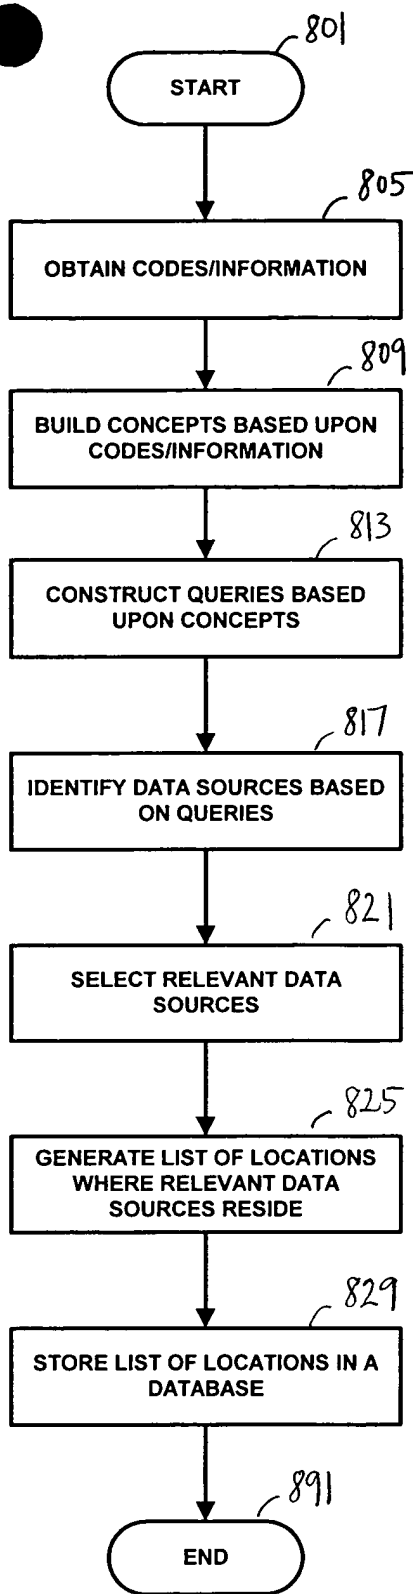 801
START
805
OBTAIN CODES/INFORMATION
809
BUILD CONCEPTS BASED UPON
CODES/INFORMATION
813
CONSTRUCT QUERIES BASED
UPON CONCEPTS
817
IDENTIFY DATA SOURCES BASED
ON QUERIES
821
SELECT RELEVANT DATA
SOURCES
825
GENERATE LIST OF LOCATIONS
WHERE RELEVANT DATA
SOURCES RESIDE
829
STORE LIST OF LOCATIONS IN A
DATABASE
891
END